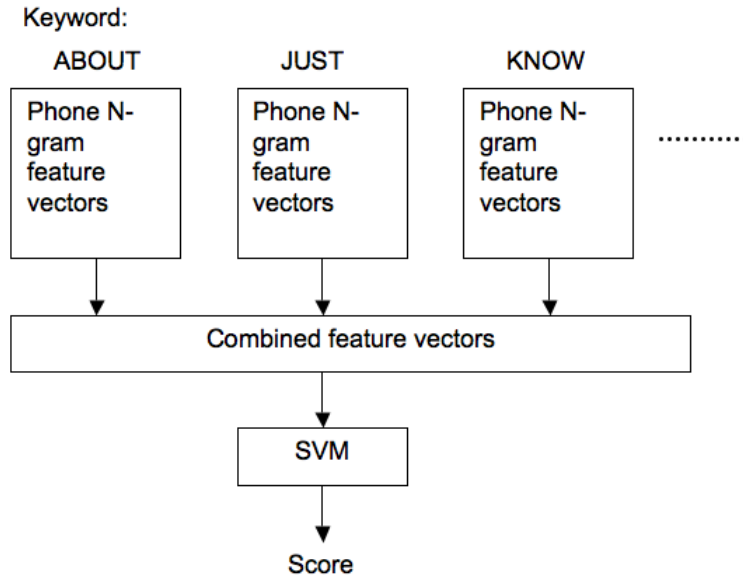 Keyword:
ABOUT JUST KNOW
Phone N-
gram
feature
vectors
Phone N-
gram
feature
vectors
Phone N-
gram
feature
vectors
..........
Combined feature vectors
SVM
Score